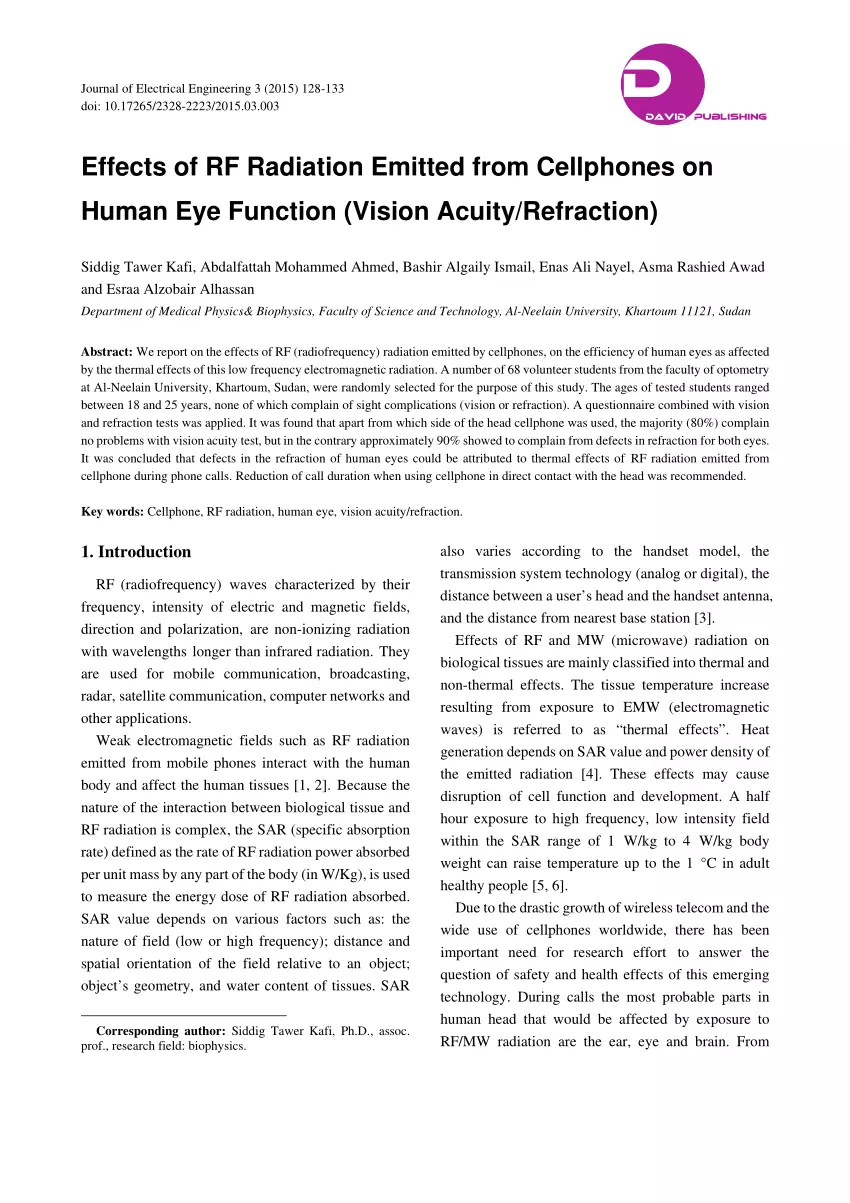 Journal of Electrical Engineering 3 (2015) 128-133
doi: 10.17265/2328-2223/2015.03.003
D
DAVID PUBLISHING
Effects of RF Radiation Emitted from Cellphones on
Human Eye Function (Vision Acuity/Refraction)
Siddig Tawer Kafi, Abdalfattah Mohammed Ahmed, Bashir Algaily Ismail, Enas Ali Nayel, Asma Rashied Awad
and Esraa Alzobair Alhassan
Department of Medical Physics& Biophysics, Faculty of Science and Technology, Al-Neelain University, Khartoum 11121, Sudan
Abstract: We report on the effects of RF (radiofrequency) radiation emitted by cellphones, on the efficiency of human eyes as affected
by the thermal effects of this low frequency electromagnetic radiation. A number of 68 volunteer students from the faculty of optometry
at Al-Neelain University, Khartoum, Sudan, were randomly selected for the purpose of this study. The ages of tested students ranged
between 18 and 25 years, none of which complain of sight complications (vision or refraction). A questionnaire combined with vision
and refraction tests was applied. It was found that apart from which side of the head cellphone was used, the majority (80%) complain
no problems with vision acuity test, but in the contrary approximately 90% showed to complain from defects in refraction for both eyes.
It was concluded that defects in the refraction of human eyes could be attributed to thermal effects of RF radiation emitted from
cellphone during phone calls. Reduction of call duration when using cellphone in direct contact with the head was recommended.
Key words: Cellphone, RF radiation, human eye, vision acuity/refraction.
1. Introduction
RF (radiofrequency) waves characterized by their
frequency, intensity of electric and magnetic fields,
direction and polarization, are non-ionizing radiation
with wavelengths longer than infrared radiation. They
are used for mobile communication, broadcasting,
radar, satellite communication, computer networks and
other applications.
Weak electromagnetic fields such as RF radiation
emitted from mobile phones interact with the human
body and affect the human tissues [1, 2]. Because the
nature of the interaction between biological tissue and
RF radiation is complex, the SAR (specific absorption
rate) defined as the rate of RF radiation power absorbed
per unit mass by any part of the body (in W/Kg), is used
to measure the energy dose of RF radiation absorbed.
SAR value depends on various factors such as: the
nature of field (low or high frequency); distance and
spatial orientation of the field relative to an object;
object's geometry, and water content of tissues. SAR
Corresponding author: Siddig Tawer Kafi, Ph.D., assoc.
prof., research field: biophysics.
also varies according to the handset model, the
transmission system technology (analog or digital), the
distance between a user's head and the handset antenna,
and the distance from nearest base station [3].
Effects of RF and MW (microwave) radiation on
biological tissues are mainly classified into thermal and
non-thermal effects. The tissue temperature increase
resulting from exposure to EMW (electromagnetic
waves) is referred to as “thermal effects”. Heat
generation depends on SAR value and power density of
the emitted radiation [4]. These effects may cause
disruption of cell function and development. A half
hour exposure to high frequency, low intensity field
within the SAR range of 1 W/kg to 4 W/kg body
weight can raise temperature up to the 1 °C in adult
healthy people [5, 6].
Due to the drastic growth of wireless telecom and the
wide use of cellphones worldwide, there has been
important need for research effort to answer the
question of safety and health effects of this emerging
technology. During calls the most probable parts in
human head that would be affected by exposure to
RF/MW radiation are the ear, eye and brain. From